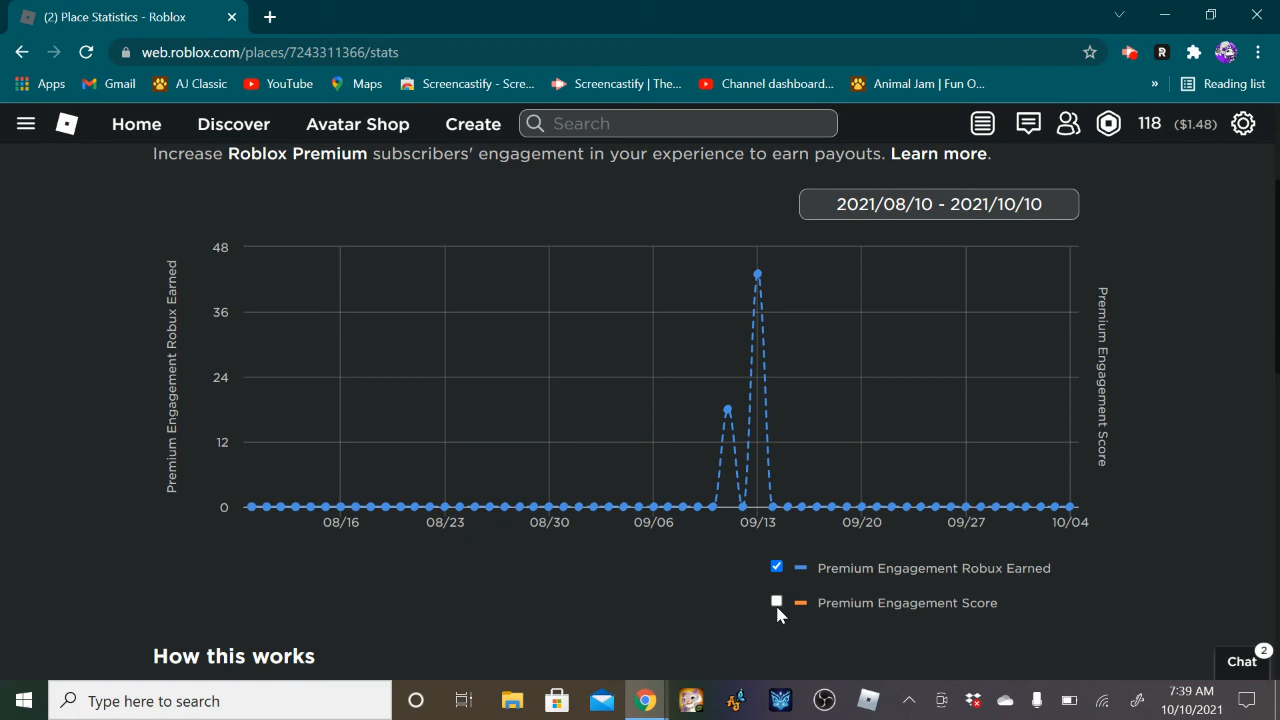 (2) Place Statistics - Roblox
web.roblox.com/places/7243311366/stats
Apps Gmail AJ Classic YouTube Maps Screencastify - Scre... Screencastify | The... Channel dashboard... Animal Jam | Fun O... » Reading list
Home Discover Avatar Shop Create Search 118 ($1.48)
Increase Roblox Premium subscribers' engagement in your experience to earn payouts. Learn more.
2021/08/10 - 2021/10/10
Premium Engagement Robux Earned
48
36
24
12
0
Premium Engagement Score
08/16 08/23 08/30 09/06 09/13 09/20 09/27 10/04
Premium Engagement Robux Earned
Premium Engagement Score
How this works
Chat 2
Type here to search
7:39 AM
10/10/2021